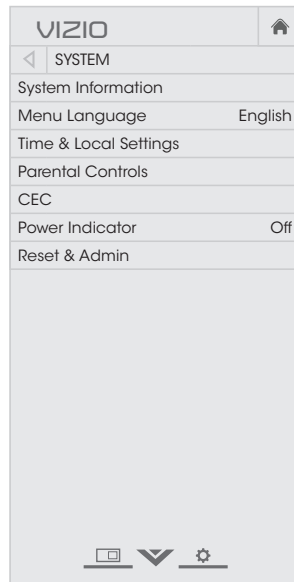 VIZIO
SYSTEM
System Information
Menu Language English
Time & Local Settings
Parental Controls
CEC
Power Indicator Off
Reset & Admin